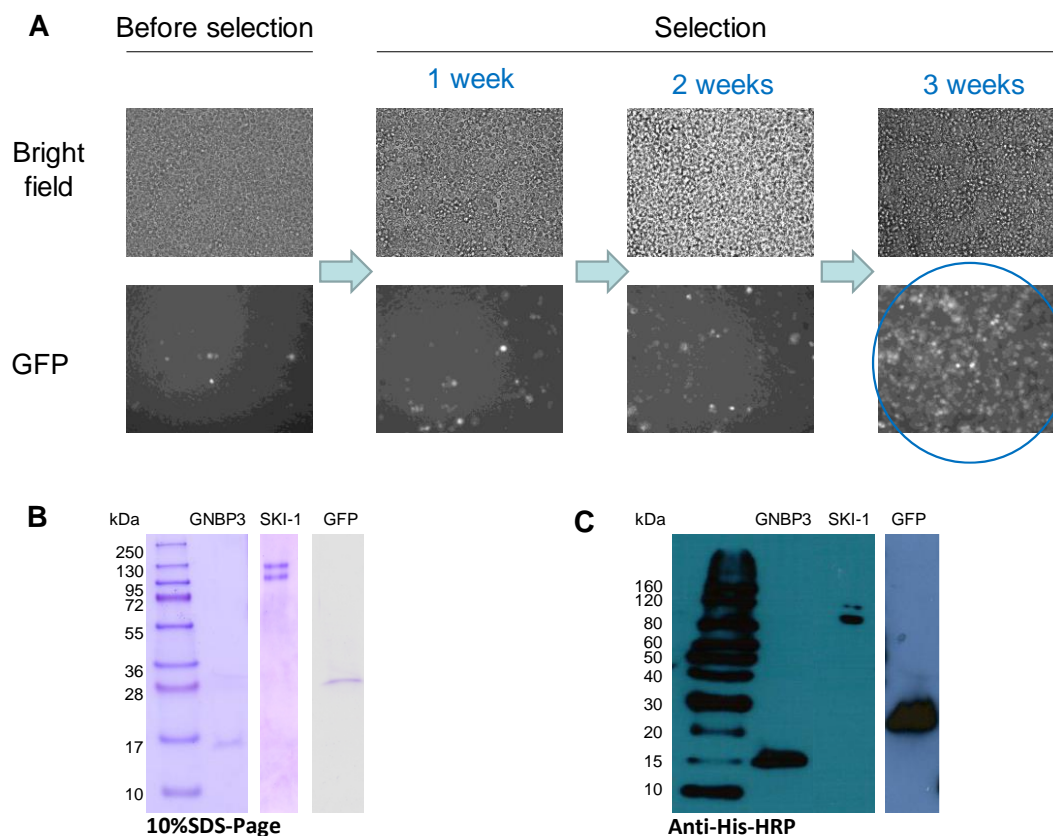 A
Before selection
Selection
1 week
2 weeks
3 weeks
Bright
field
GFP
B
kDa
GNBP3
SKI-1
GFP
250
130
95
72
55
36
28
17
10
10%SDS-Page
C
kDa
GNBP3
SKI-1
GFP
160
120
80
60
50
40
30
20
15
10
Anti-His-HRP